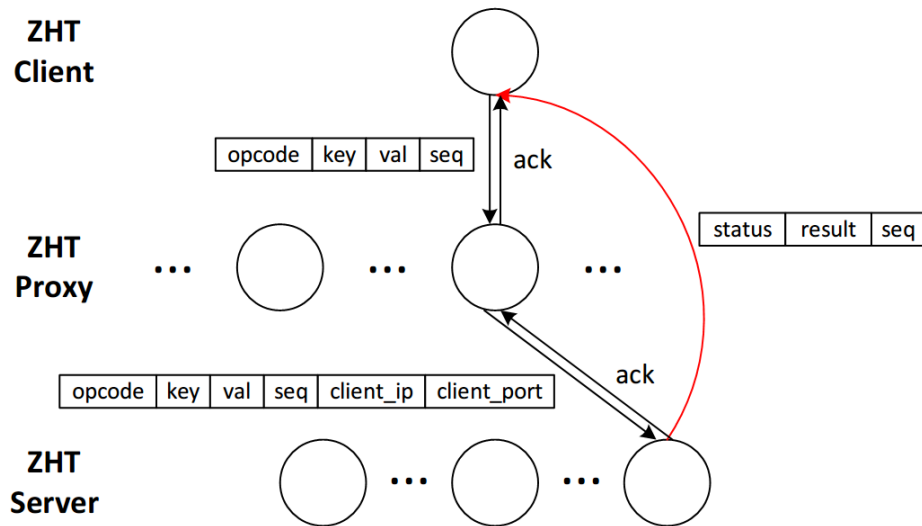 ZHT
Client
opcode key val seq
ack
status result seq
ZHT
Proxy
... ... ...
ack
opcode key val seq client_ip client_port
ZHT
Server
... ...